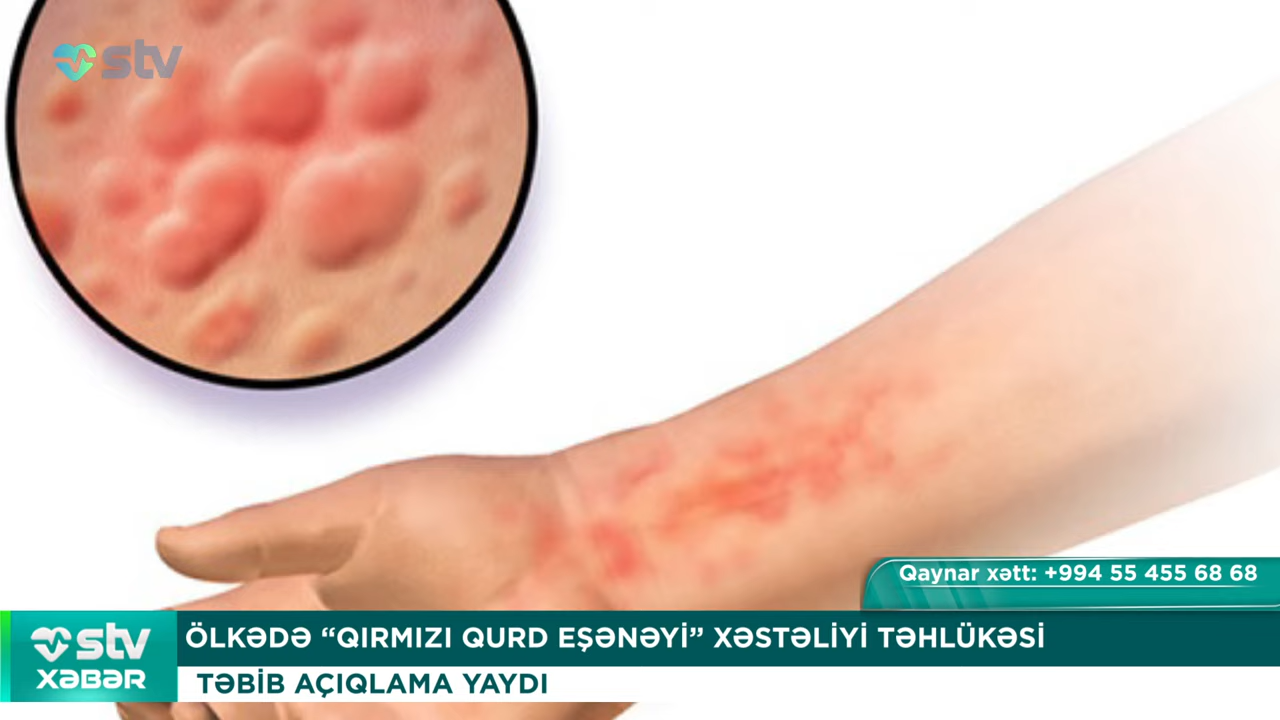 stv
Qaynar xətt: +994 55 455 68 68
stv
XƏBƏR
ÖLKƏDƏ “QIRMIZI QURD EŞƏNƏYİ” XƏSTƏLİYİ TƏHLÜKƏSİ
TƏBİB AÇIQLAMA YAYDI